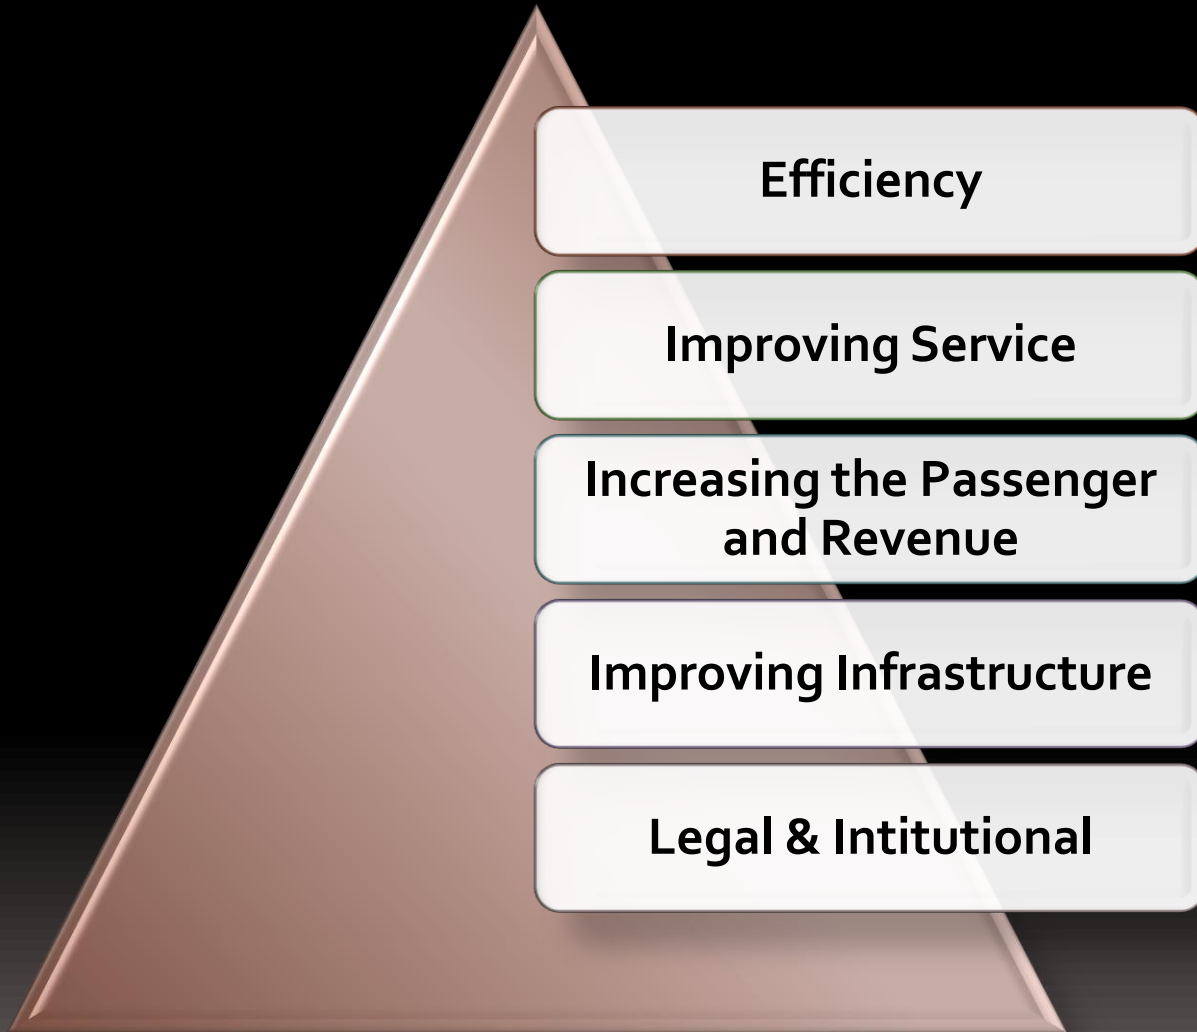 Efficiency
Improving Service
Increasing the Passenger
and Revenue
Improving Infrastructure
Legal & Intitutional